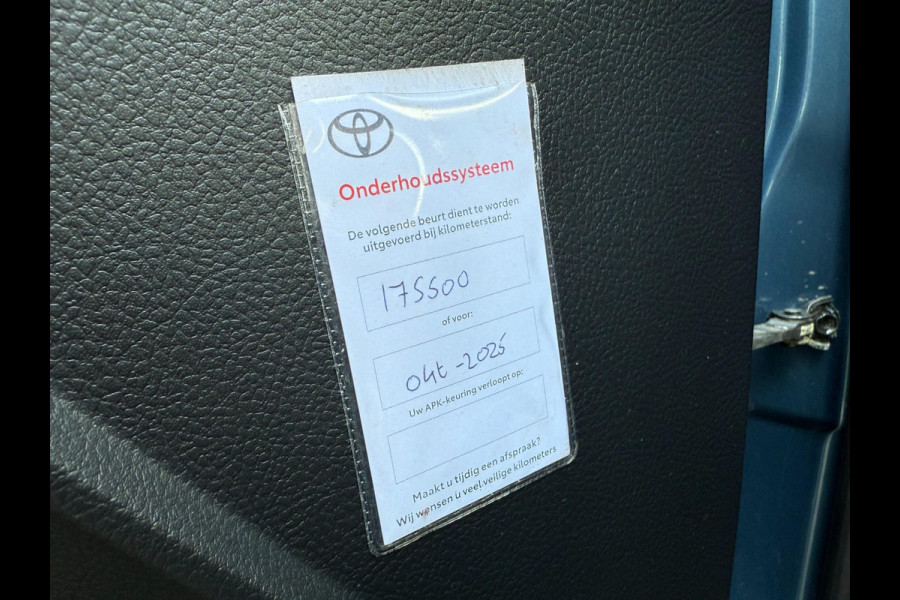 Onderhoudssysteem
De volgende beurt dient te worden
uitgevoerd bij kilometerstand:
175500
of voor:
okt - 2025
Uw APK-keuring verloopt op:
Maakt u tijdig een afspraak?
Wij wensen u veel veilige kilometers